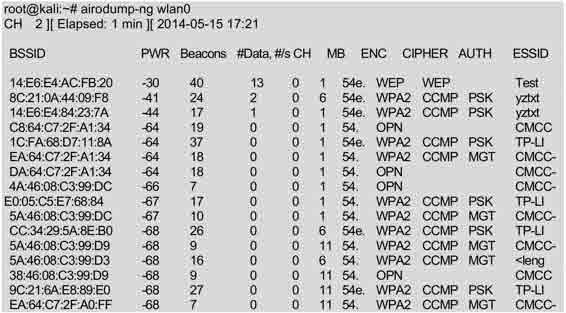 root@kali:~# airodump-ng wlan0
CH 2 ][ Elapsed: 1 min ][ 2014-05-15 17:21
BSSID PWR Beacons #Data, #/s CH MB ENC CIPHER AUTH ESSID
14:E6:E4:AC:FB:20 -30 40 13 0 1 54e. WEP WEP Test
8C:21:0A:44:09:F8 -41 24 2 0 6 54e. WPA2 CCMP PSK yztxt
14:E6:E4:84:23:7A -44 17 1 0 1 54e. WPA2 CCMP PSK yztxt
C8:64:C7:2F:A1:34 -64 19 0 0 1 54. OPN CMCC
1C:FA:68:D7:11:8A -64 37 0 0 1 54e. WPA2 CCMP PSK TP-LI
EA:64:C7:2F:A1:34 -64 18 0 0 1 54. WPA2 CCMP MGT CMCC-
DA:64:C7:2F:A1:34 -64 18 0 0 1 54. OPN CMCC-
4A:46:08:C3:99:DC -66 7 0 0 1 54. OPN CMCC-
E0:05:C5:E7:68:84 -67 17 0 0 1 54. WPA2 CCMP PSK TP-LI
5A:46:08:C3:99:DC -67 10 0 0 1 54. WPA2 CCMP MGT CMCC-
CC:34:29:5A:8E:B0 -68 26 0 0 6 54e. WPA2 CCMP PSK TP-LI
5A:46:08:C3:99:D9 -68 9 0 0 11 54. WPA2 CCMP MGT CMCC-
5A:46:08:C3:99:D3 -68 16 0 0 6 54. WPA2 CCMP MGT <leng
38:46:08:C3:99:D9 -68 9 0 0 11 54. OPN CMCC
9C:21:6A:E8:89:E0 -68 27 0 0 11 54e. WPA2 CCMP PSK TP-LI
EA:64:C7:2F:A0:FF -68 7 0 0 11 54. WPA2 CCMP MGT CMCC-